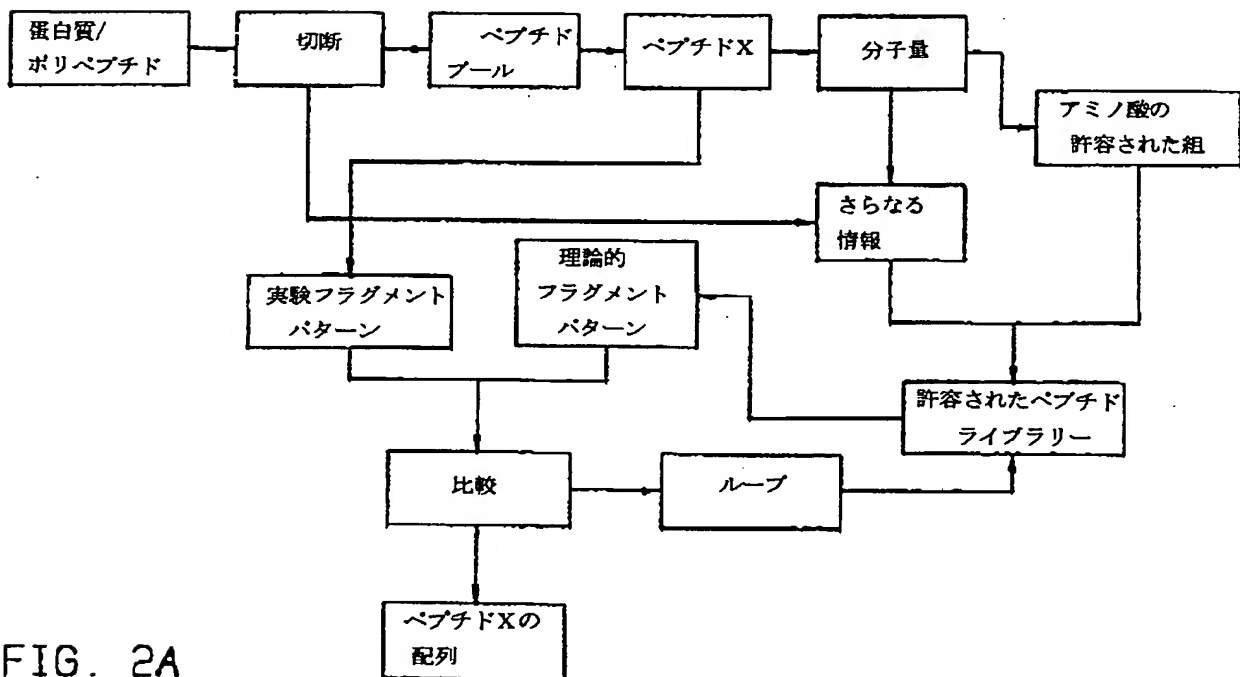 蛋白質/
ポリペプチド
切断
ペプチド
プール
ペプチドX
分子量
アミノ酸の
許容された組
さらなる
情報
理論的
フラグメント
パターン
実験フラグメント
パターン
許容されたペプチド
ライブラリー
比較
ループ
ペプチドXの
配列
FIG. 2A